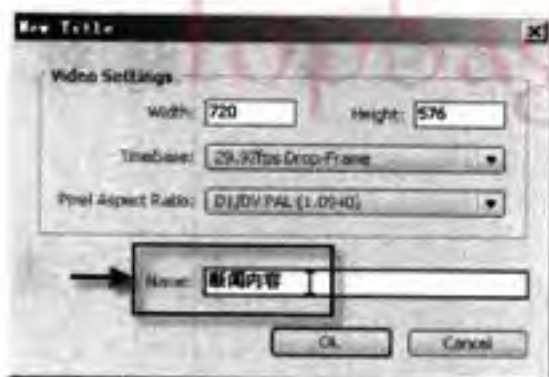 New Title
Video Settings
Width: 720 Height: 576
TimeBase: 29.97fps Drop-Frame
Pixel Aspect Ratio: D1/DV PAL (1.0940)
Name: 新闻内容
OK Cancel